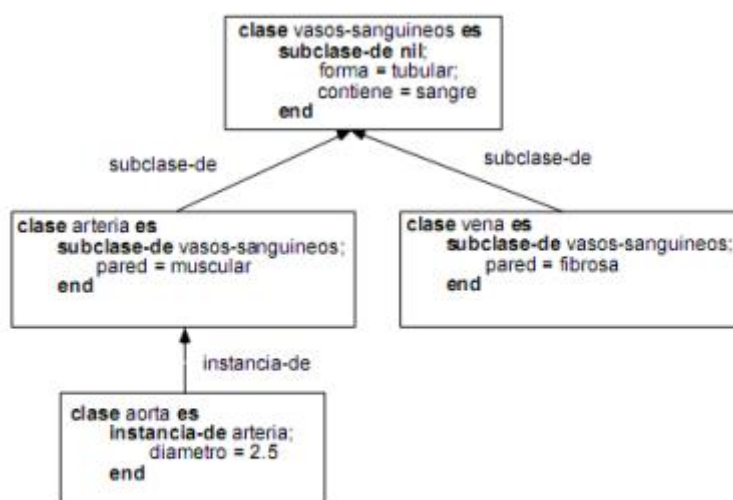 clase vasos-sanguineos es
subclase-de nil;
forma = tubular;
contiene = sangre
end
subclase-de
subclase-de
clase arteria es
subclase-de vasos-sanguineos;
pared = muscular
end
clase vena es
subclase-de vasos-sanguineos;
pared = fibrosa
end
instancia-de
clase aorta es
instancia-de arteria;
diametro = 2.5
end